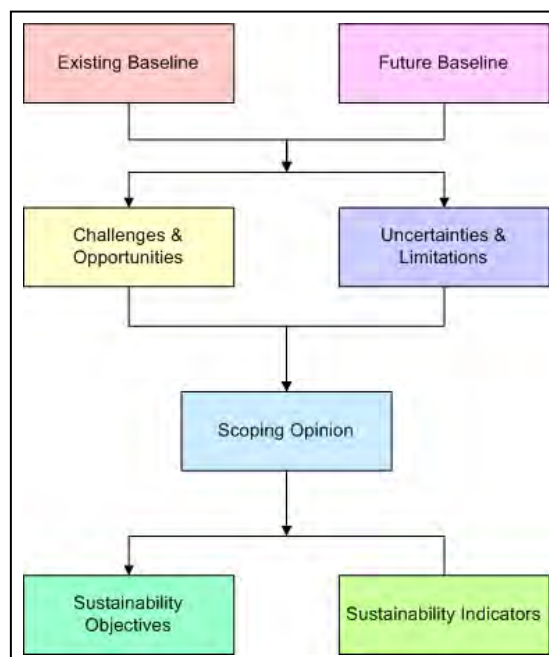 Existing Baseline
Future Baseline
Challenges &
Opportunities
Uncertainties &
Limitations
Scoping Opinion
Sustainability
Objectives
Sustainability Indicators